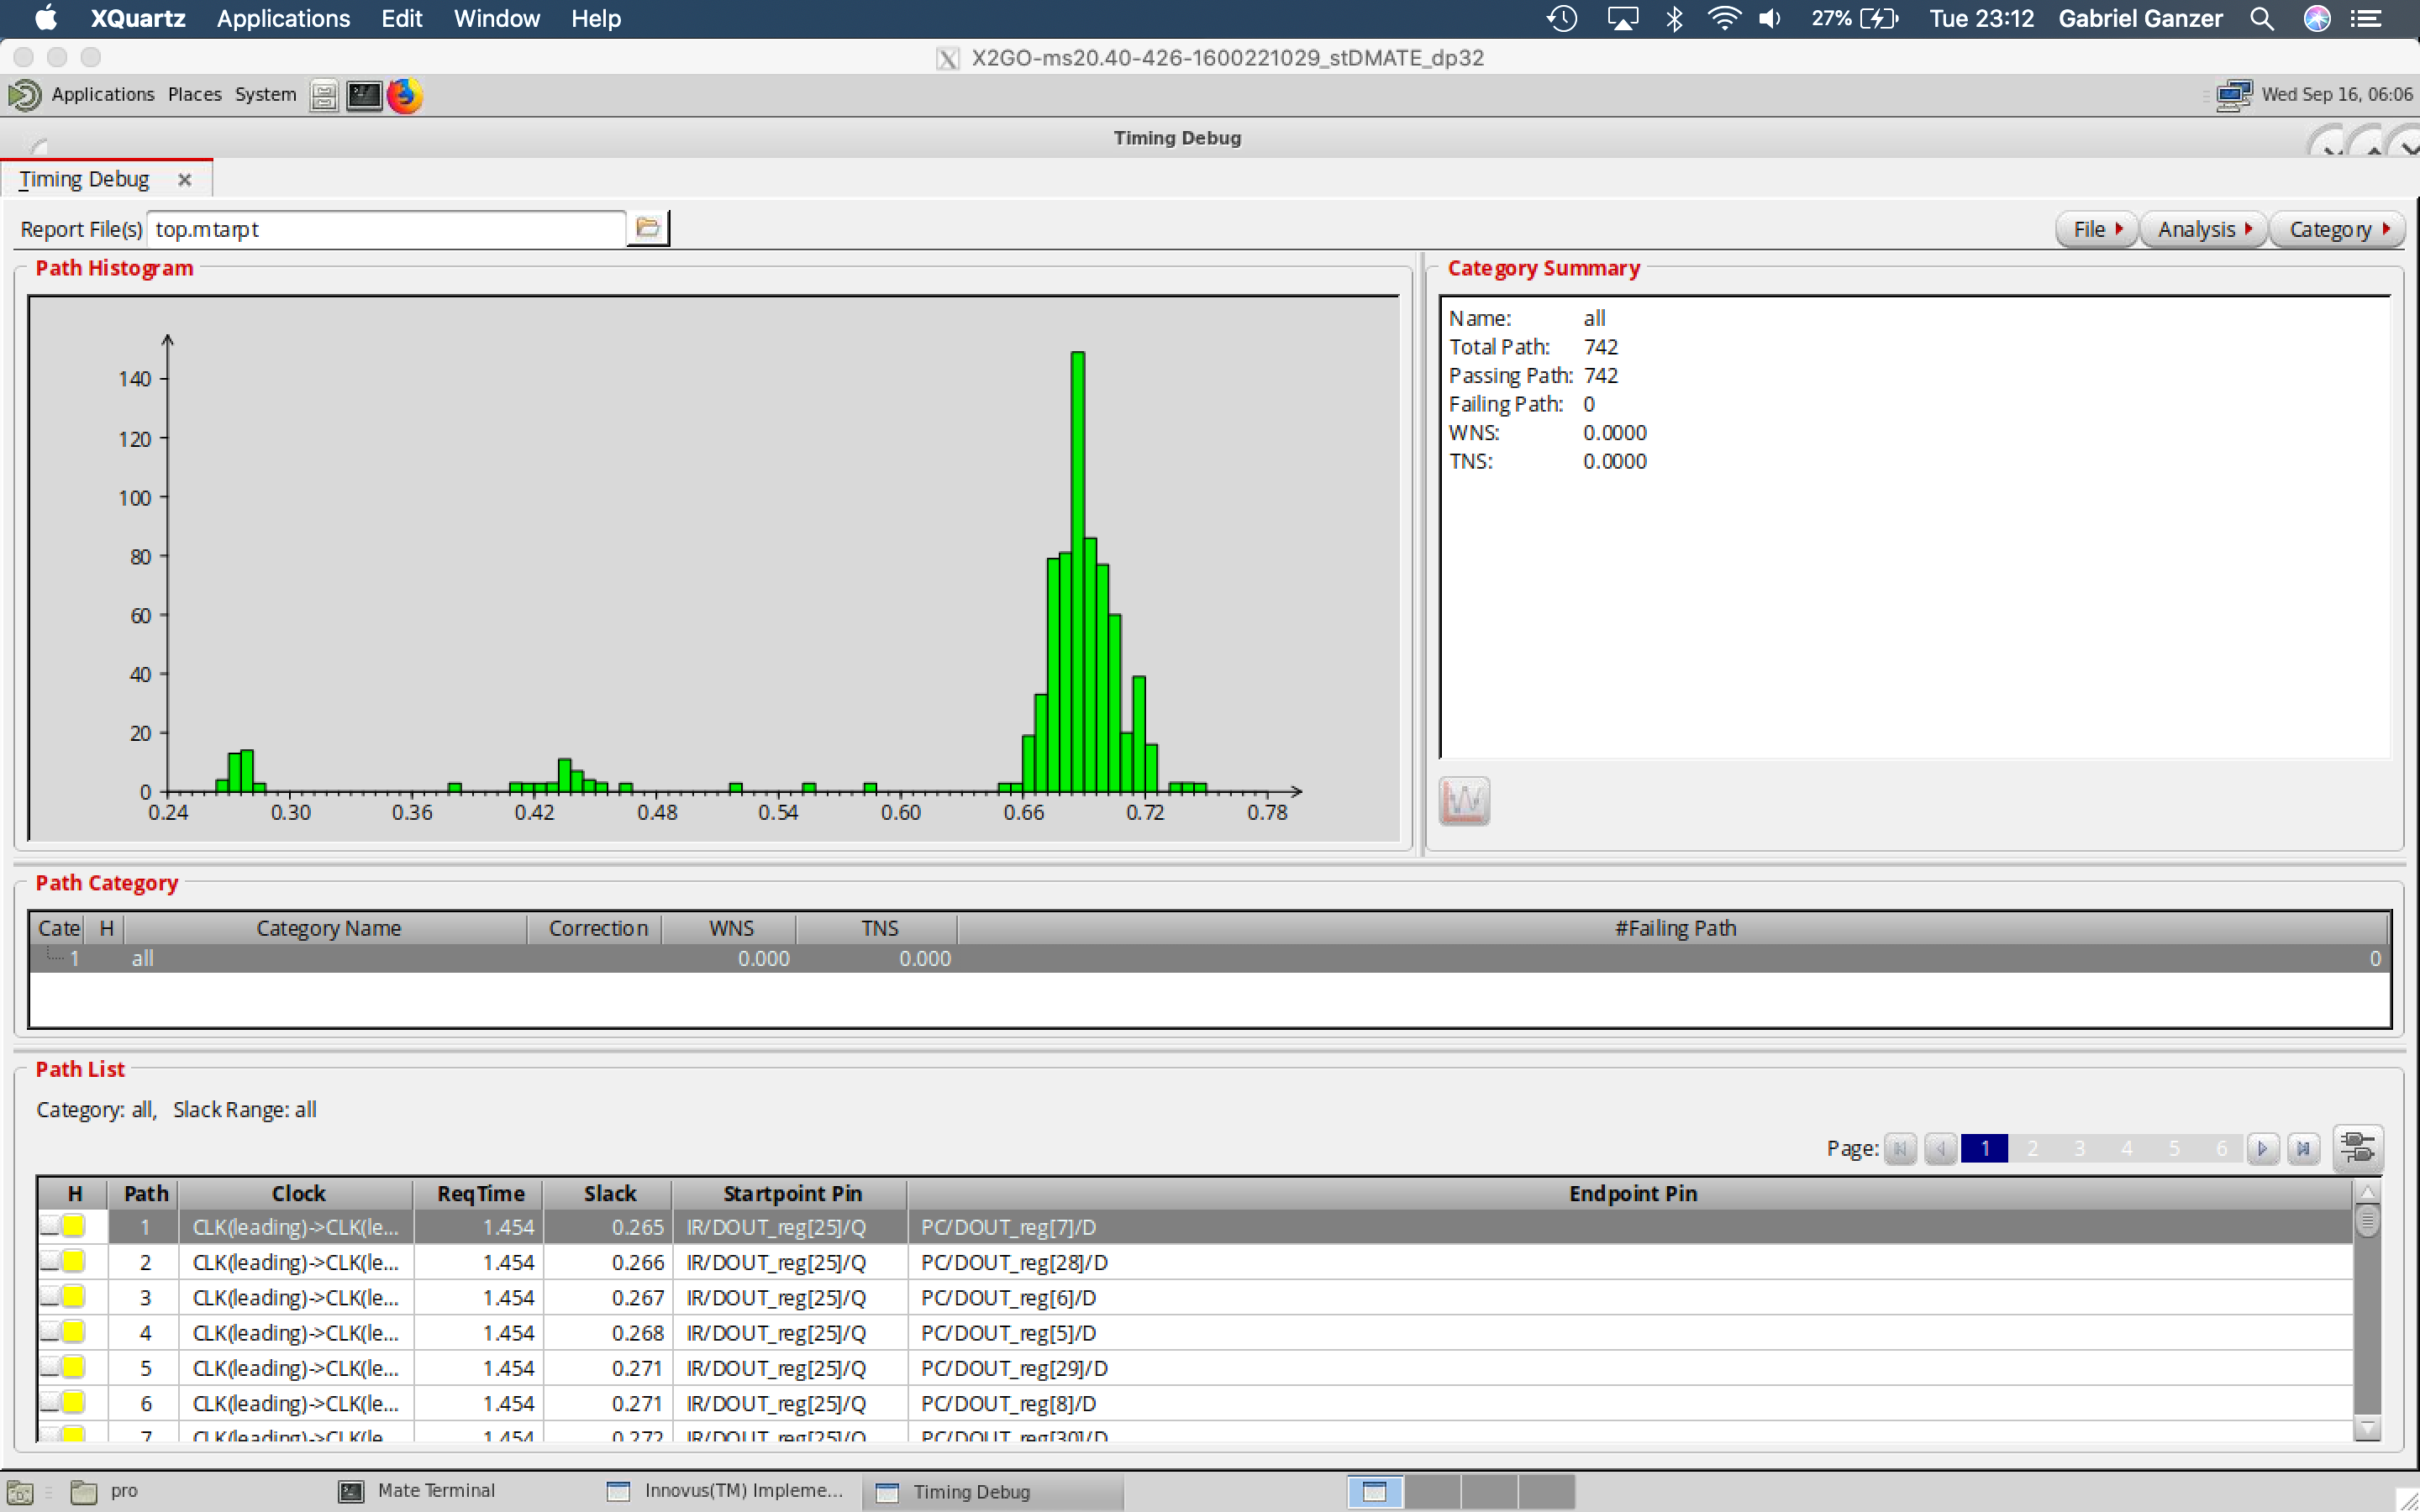 XQuartz Applications Edit Window Help 27% Tue 23:12 Gabriel Ganzer
X2GO-ms20.40-426-1600221029_stDMATE_dp32
Applications Places System Wed Sep 16, 06:06
Timing Debug
Timing Debug
Report File(s) top.mtarpt File Analysis Category
Path Histogram
140
120
100
80
60
40
20
0
0.24 0.30 0.36 0.42 0.48 0.54 0.60 0.66 0.72 0.78
Category Summary
Name: all
Total Path: 742
Passing Path: 742
Failing Path: 0
WNS: 0.0000
TNS: 0.0000
Path Category
Cate H Category Name Correction WNS TNS #Failing Path
1 all 0.000 0.000 0
Path List
Category: all, Slack Range: all
Page: 1 2 3 4 5 6
H Path Clock ReqTime Slack Startpoint Pin Endpoint Pin
1 CLK(leading)->CLK(le... 1.454 0.265 IR/DOUT_reg[25]/Q PC/DOUT_reg[7]/D
2 CLK(leading)->CLK(le... 1.454 0.266 IR/DOUT_reg[25]/Q PC/DOUT_reg[28]/D
3 CLK(leading)->CLK(le... 1.454 0.267 IR/DOUT_reg[25]/Q PC/DOUT_reg[6]/D
4 CLK(leading)->CLK(le... 1.454 0.268 IR/DOUT_reg[25]/Q PC/DOUT_reg[5]/D
5 CLK(leading)->CLK(le... 1.454 0.271 IR/DOUT_reg[25]/Q PC/DOUT_reg[29]/D
6 CLK(leading)->CLK(le... 1.454 0.271 IR/DOUT_reg[25]/Q PC/DOUT_reg[8]/D
7 CLK(leading)->CLK(le... 1.454 0.272 IR/DOUT_reg[25]/Q PC/DOUT_reg[30]/D
pro Mate Terminal Innovus(TM) Impleme... Timing Debug